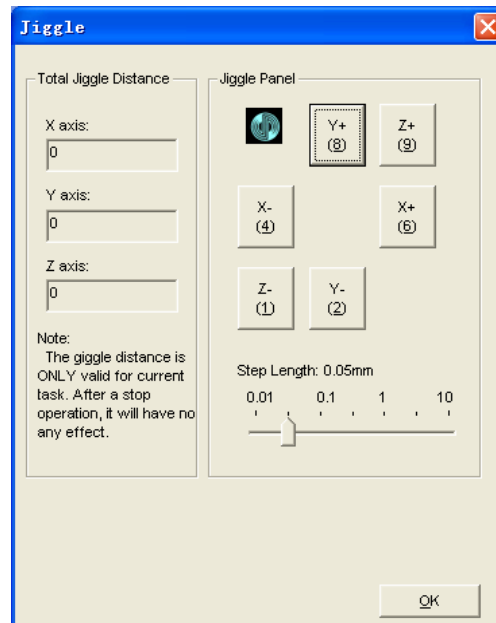 Jiggle
Total Jiggle Distance
X axis:
0
Y axis:
0
Z axis:
0
Note:
The giggle distance is
ONLY valid for current
task. After a stop
operation, it will have no
any effect.
Jiggle Panel
Y+
(8)
Z+
(9)
X-
(4)
X+
(6)
Z-
(1)
Y-
(2)
Step Length: 0.05mm
0.01 0.1 1 10
OK